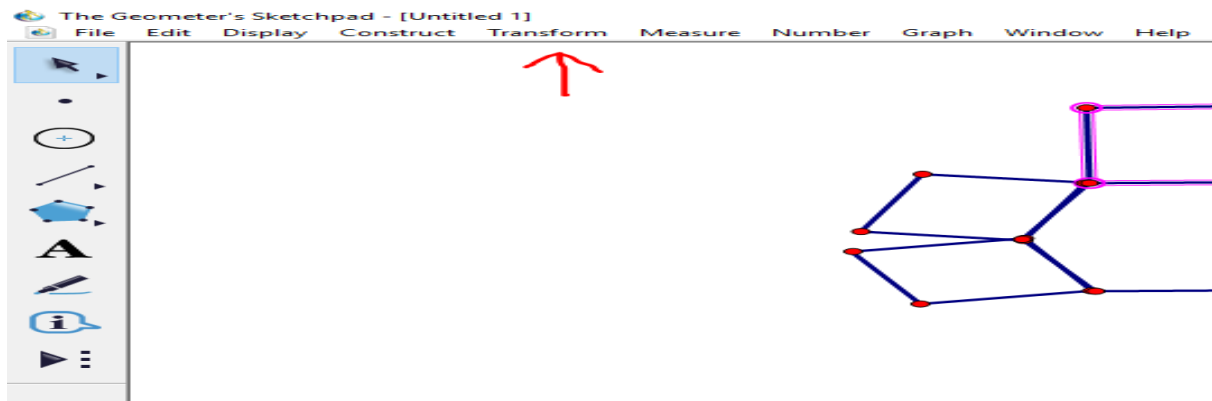 The Geometer's Sketchpad - [Untitled 1]
File Edit Display Construct Transform Measure Number Graph Window Help
A
i